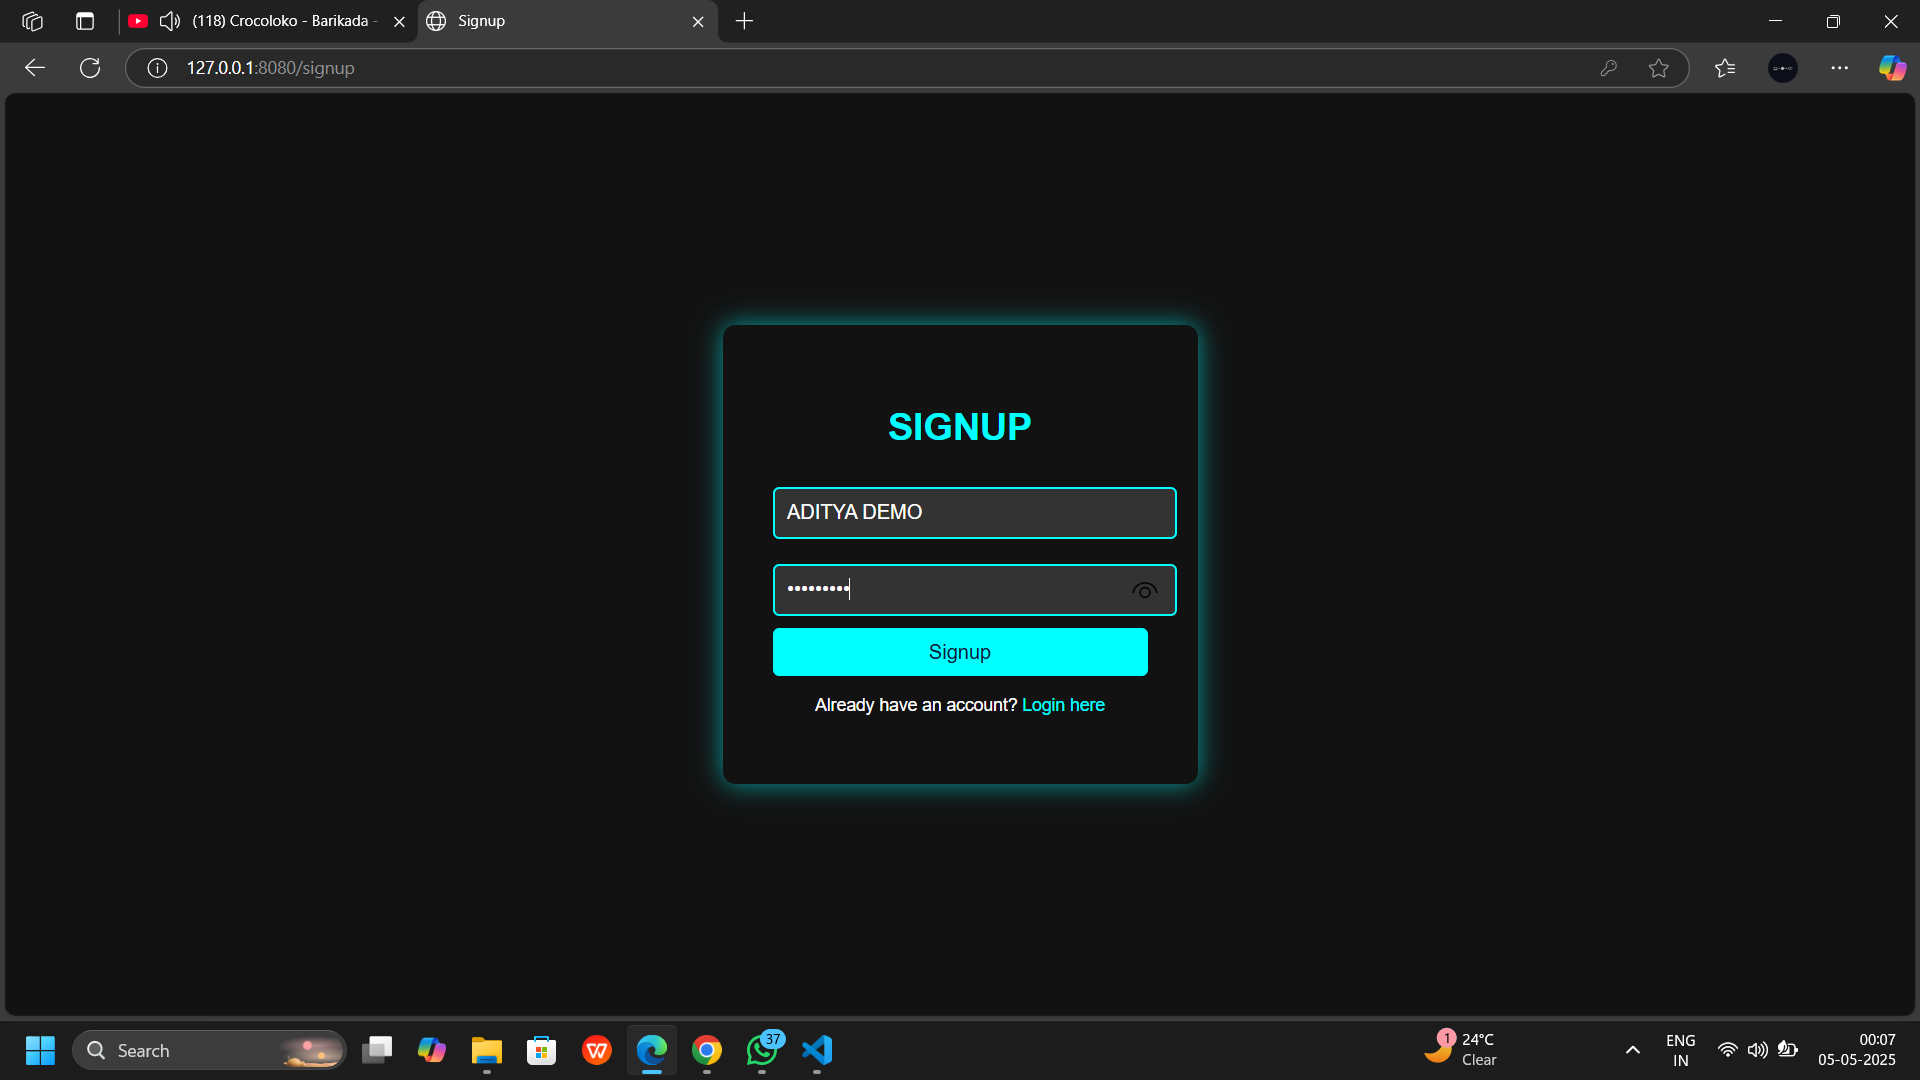 (118) Crocoloko - Barikada -
Signup
127.0.0.1:8080/signup
SIGNUP
ADITYA DEMO
•••••••••
Signup
Already have an account? Login here
Search
37
1
24°C
Clear
ENG
IN
00:07
05-05-2025